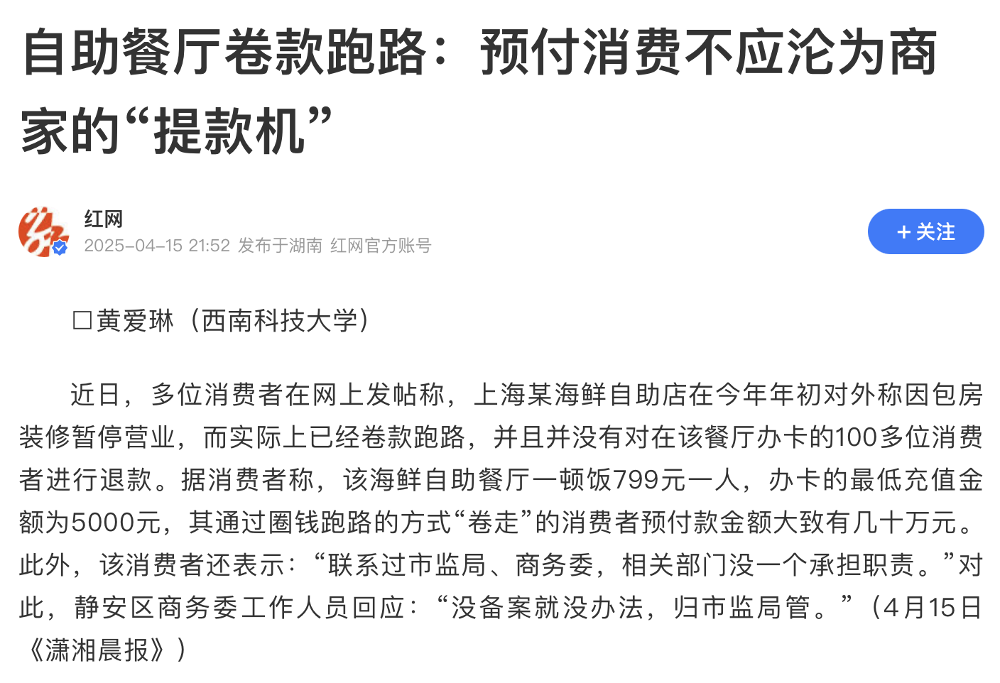 自助餐厅卷款跑路：预付消费不应沦为商
家的“提款机”
红网
2025-04-15 21:52 发布于湖南 红网官方账号
+关注
□黄爱琳（西南科技大学）
近日，多位消费者在网上发帖称，上海某海鲜自助店在今年年初对外称因包房
装修暂停营业，而实际上已经卷款跑路，并且并没有对在该餐厅办卡的100多位消费
者进行退款。据消费者称，该海鲜自助餐厅一顿饭799元一人，办卡的最低充值金
额为5000元，其通过圈钱跑路的方式“卷走”的消费者预付款金额大致有几十万元。
此外，该消费者还表示：“联系过市监局、商务委，相关部门没一个承担职责。”对
此，静安区商务委工作人员回应：“没备案就没办法，归市监局管。”（4月15日
《潇湘晨报》）